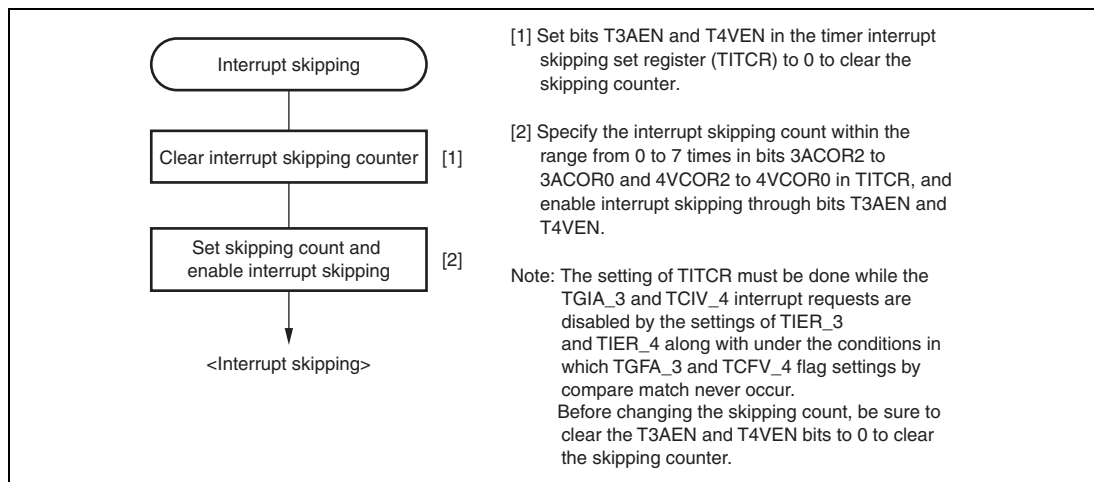 Interrupt skipping
Clear interrupt skipping counter
[1]
Set skipping count and
enable interrupt skipping
[2]
<Interrupt skipping>
[1] Set bits T3AEN and T4VEN in the timer interrupt
skipping set register (TITCR) to 0 to clear the
skipping counter.
[2] Specify the interrupt skipping count within the
range from 0 to 7 times in bits 3ACOR2 to
3ACOR0 and 4VCOR2 to 4VCOR0 in TITCR, and
enable interrupt skipping through bits T3AEN and
T4VEN.
Note: The setting of TITCR must be done while the
TGIA_3 and TCIV_4 interrupt requests are
disabled by the settings of TIER_3
and TIER_4 along with under the conditions in
which TGFA_3 and TCFV_4 flag settings by
compare match never occur.
Before changing the skipping count, be sure to
clear the T3AEN and T4VEN bits to 0 to clear
the skipping counter.